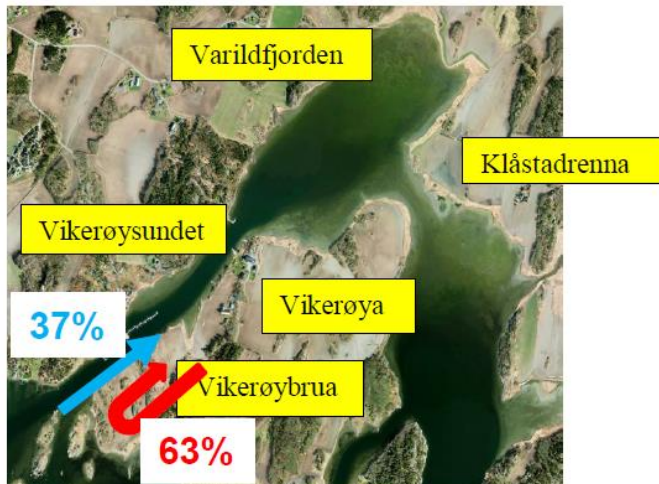 Varildfjorden
Klåstadrenna
Vikerøysundet
Vikerøya
37%
Vikerøybrua
63%